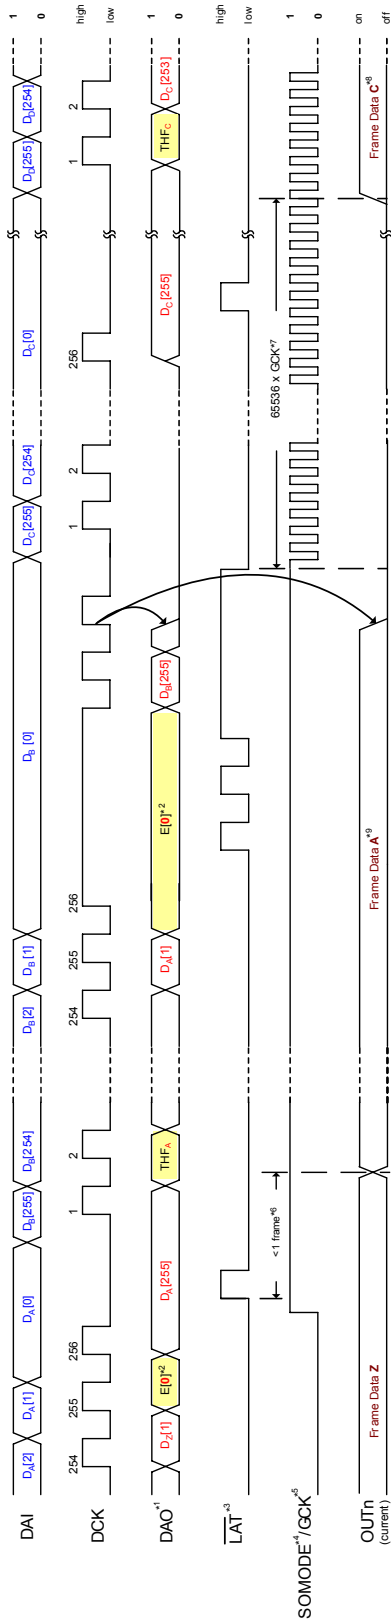 DAI D_A[2] D_A[1] D_A[0] D_B[255] D_B[254] D_B[2] D_B[1] D_B[0] D_C[255] D_C[254] D_C[0] D_D[255] D_D[254] 1
0
254 255 256 1 2 254 255 256 1 2 256 1 2
DCK high
low
DAO*1 D_Z[1] E[0]*2 D_A[255] THF_A D_A[1] E[0]*2 D_B[255] D_C[255] THF_C D_C[253] 1
0
LAT*3 high
low
<1 frame*6 65536 x GCK*7
SOMODE*4/GCK*5 1
0
OUTn Frame Data Z Frame Data A*9 Frame Data C*8 on
(current) off